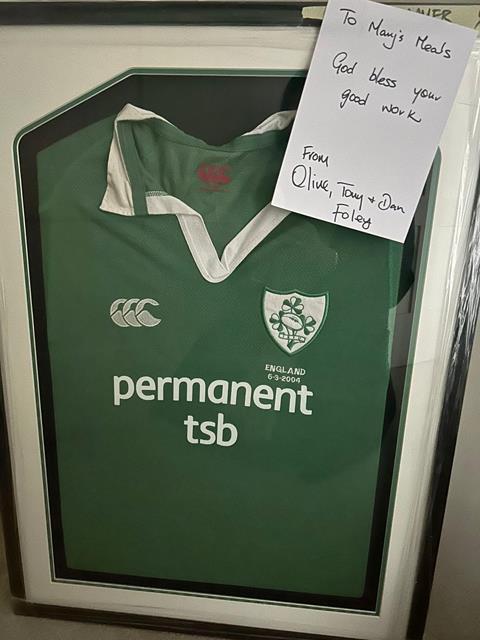 To Mary's Meals
God bless your
good work
From
Olive, Tony + Dan
Foley
ENGLAND
6-3-2004
permanent
tsb